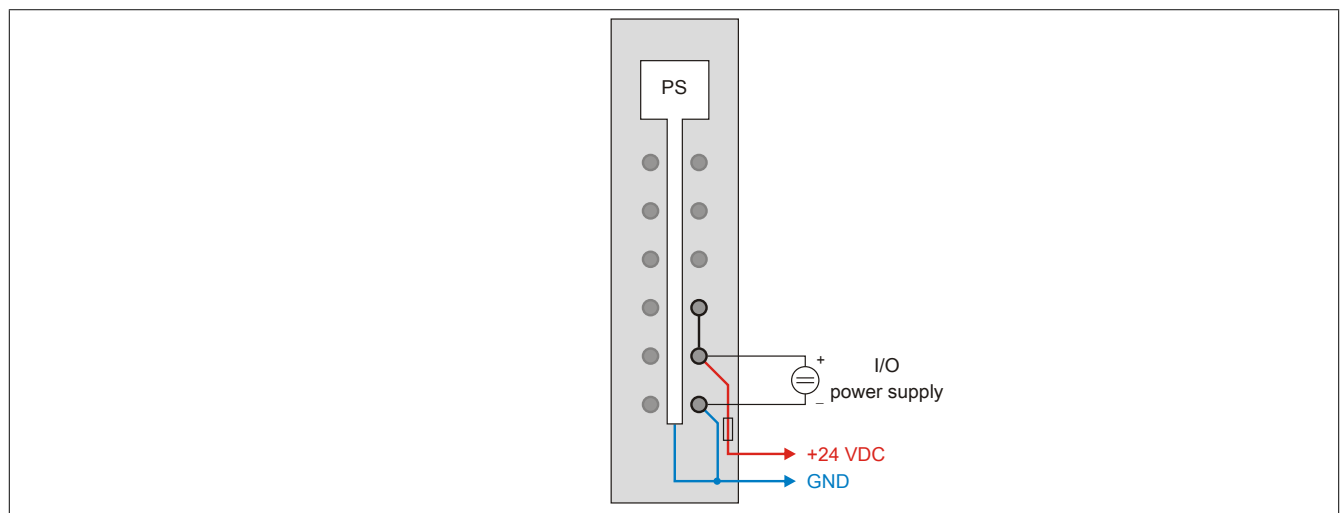 PS
+
I/O
power supply
–
+24 VDC
GND